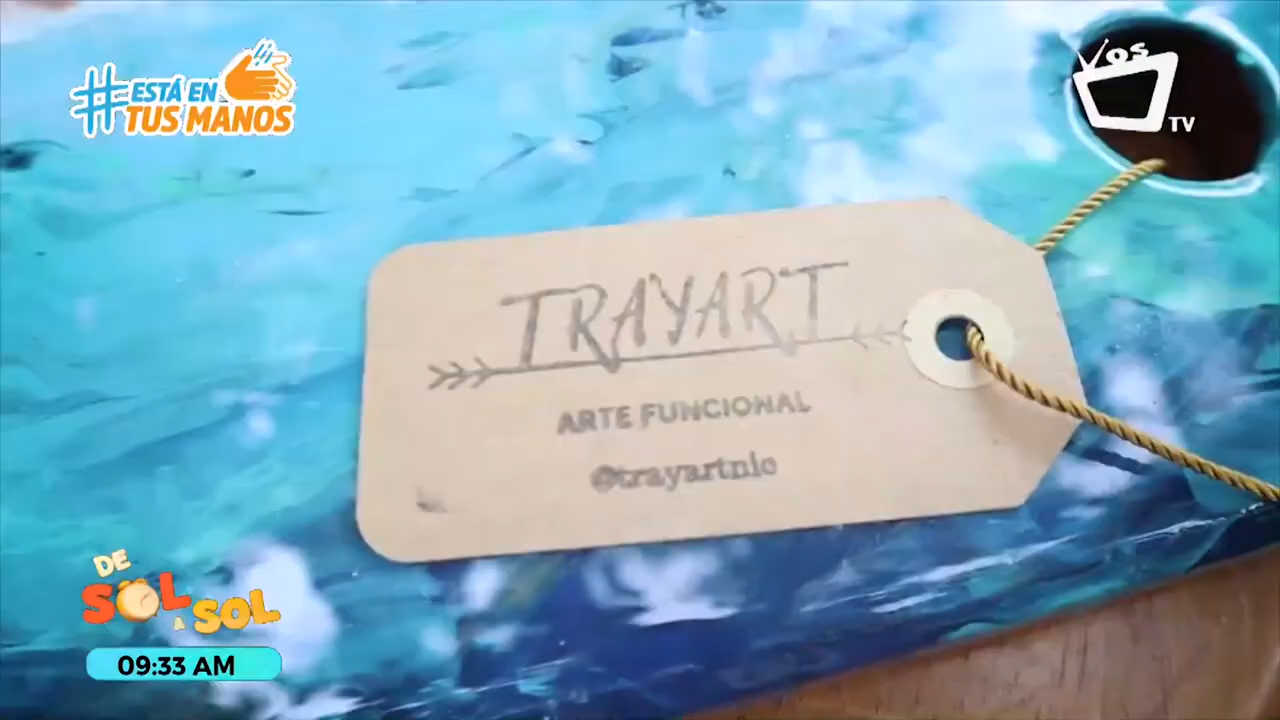 #ESTÁ EN
TUS MANOS
VOS
TV
TRAYART
ARTE FUNCIONAL
@trayartnic
DE
SOL
A
SOL
09:33 AM